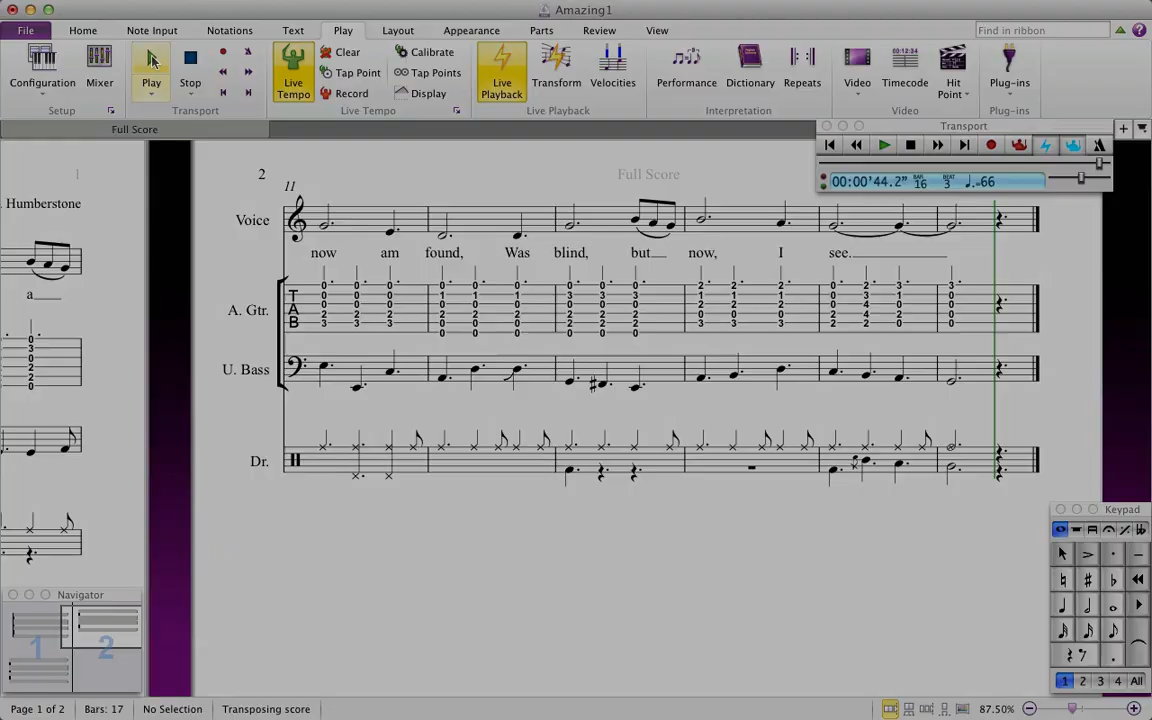 Amazing1
File Home Note Input Notations Text Play Layout Appearance Parts Review View Find in ribbon
Configuration Mixer Play Stop Live Tempo Clear Tap Point Record Calibrate Tap Points Display Live Playback Transform Velocities Performance Dictionary Repeats Video Timecode Hit Point Plug-ins
Setup Transport Live Tempo Live Playback Interpretation Video Plug-ins
Full Score
Transport
00:00'44.2" BAR 16 BEAT 3 =66
1
2
Full Score
11
Humberstone
Voice
now am found, Was blind, but now, I see.
a
A. Gtr.
T
A
B
U. Bass
Dr.
Keypad
1 2 3 4 All
Navigator
1 2
Page 1 of 2 Bars: 17 No Selection Transposing score 87.50%